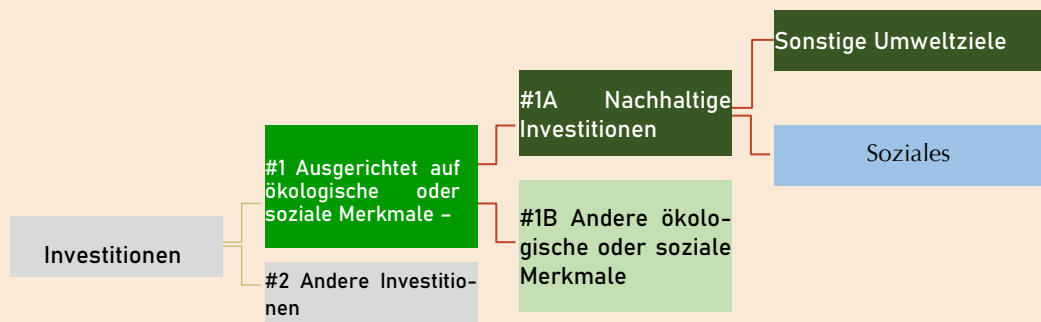 Sonstige Umweltziele
#1A Nachhaltige
Investitionen
Soziales
#1 Ausgerichtet auf
ökologische oder
soziale Merkmale –
#1B Andere ökolo-
gische oder soziale
Merkmale
Investitionen
#2 Andere Investitio-
nen